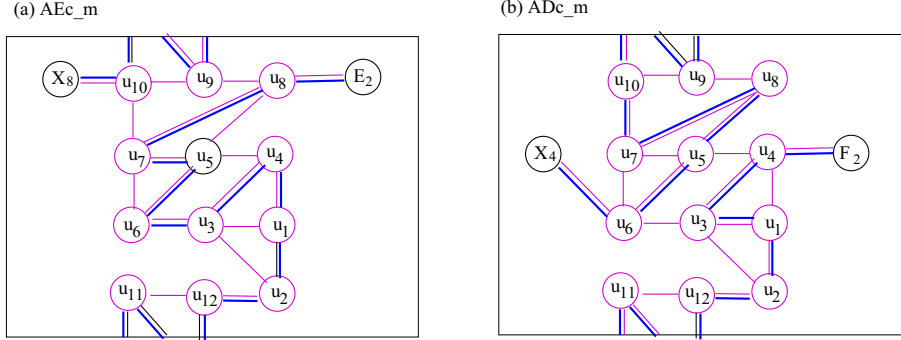 (a) AEc_m
(b) ADc_m
X8 u10 u9 u8 E2
u7 u5 u4
u6 u3 u1
u11 u12 u2
u10 u9 u8
X4 u7 u5 u4 F2
u6 u3 u1
u11 u12 u2